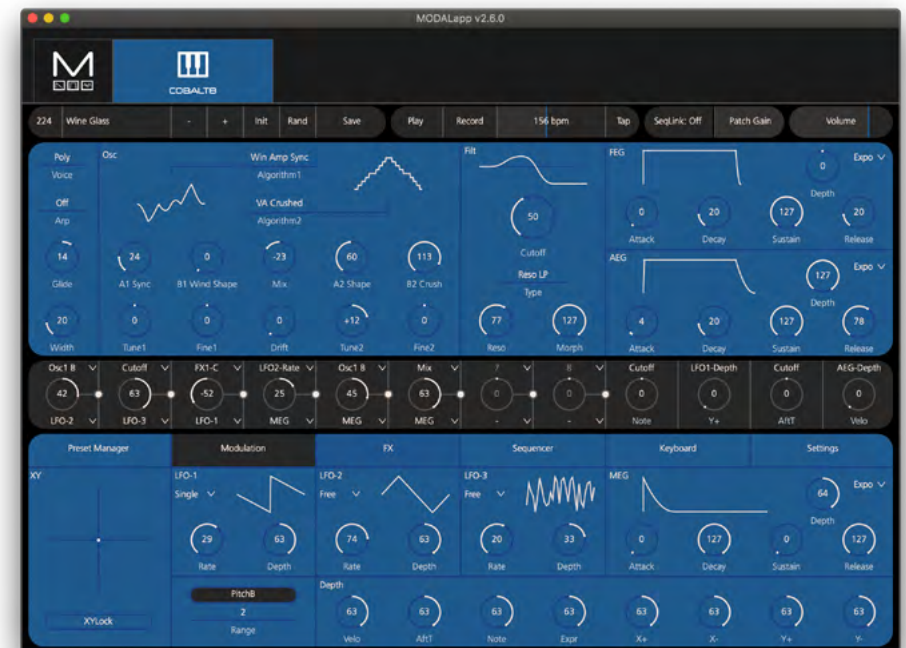 MODALapp v2.6.0
M
COBALT8
224 Wine Glass - + Init Rand Save Play Record 156 bpm Tap SeqLink: Off Patch Gain Volume
Poly
Voice
Off
Arp
14
Glide
20
Width
Osc
Win Amp Sync
Algorithm1
VA Crushed
Algorithm2
24 0 -23 60 113
A1 Sync B1 Wind Shape Mix A2 Shape B2 Crush
0 0 0 +12 0
Tune1 Fine1 Drift Tune2 Fine2
Filt
50
Cutoff
Reso LP
Type
77 127
Reso Morph
FEG
Expo
0
Depth
0 20 127 20
Attack Decay Sustain Release
AEG
Expo
127
Depth
4 20 127 78
Attack Decay Sustain Release
Osc1 B Cutoff FX1-C LFO2-Rate Osc1 B Mix ? 8 Cutoff LFO1-Depth Cutoff AEG-Depth
42 63 -52 25 45 63 0 0 0 0 0 0
LFO-2 LFO-3 LFO-1 MEG MEG MEG - - Note Y+ AftT Velo
Preset Manager Modulation FX Sequencer Keyboard Settings
XY
XYLock
LFO-1
Single
29 63
Rate Depth
LFO-2
Free
74 63
Rate Depth
LFO-3
Free
20 33
Rate Depth
MEG
Expo
64
Depth
0 127 0 127
Attack Decay Sustain Release
PitchB
2
Range
Depth
63 63 63 63 63 63 63 63
Velo AftT Note Expr X+ X- Y+ Y-